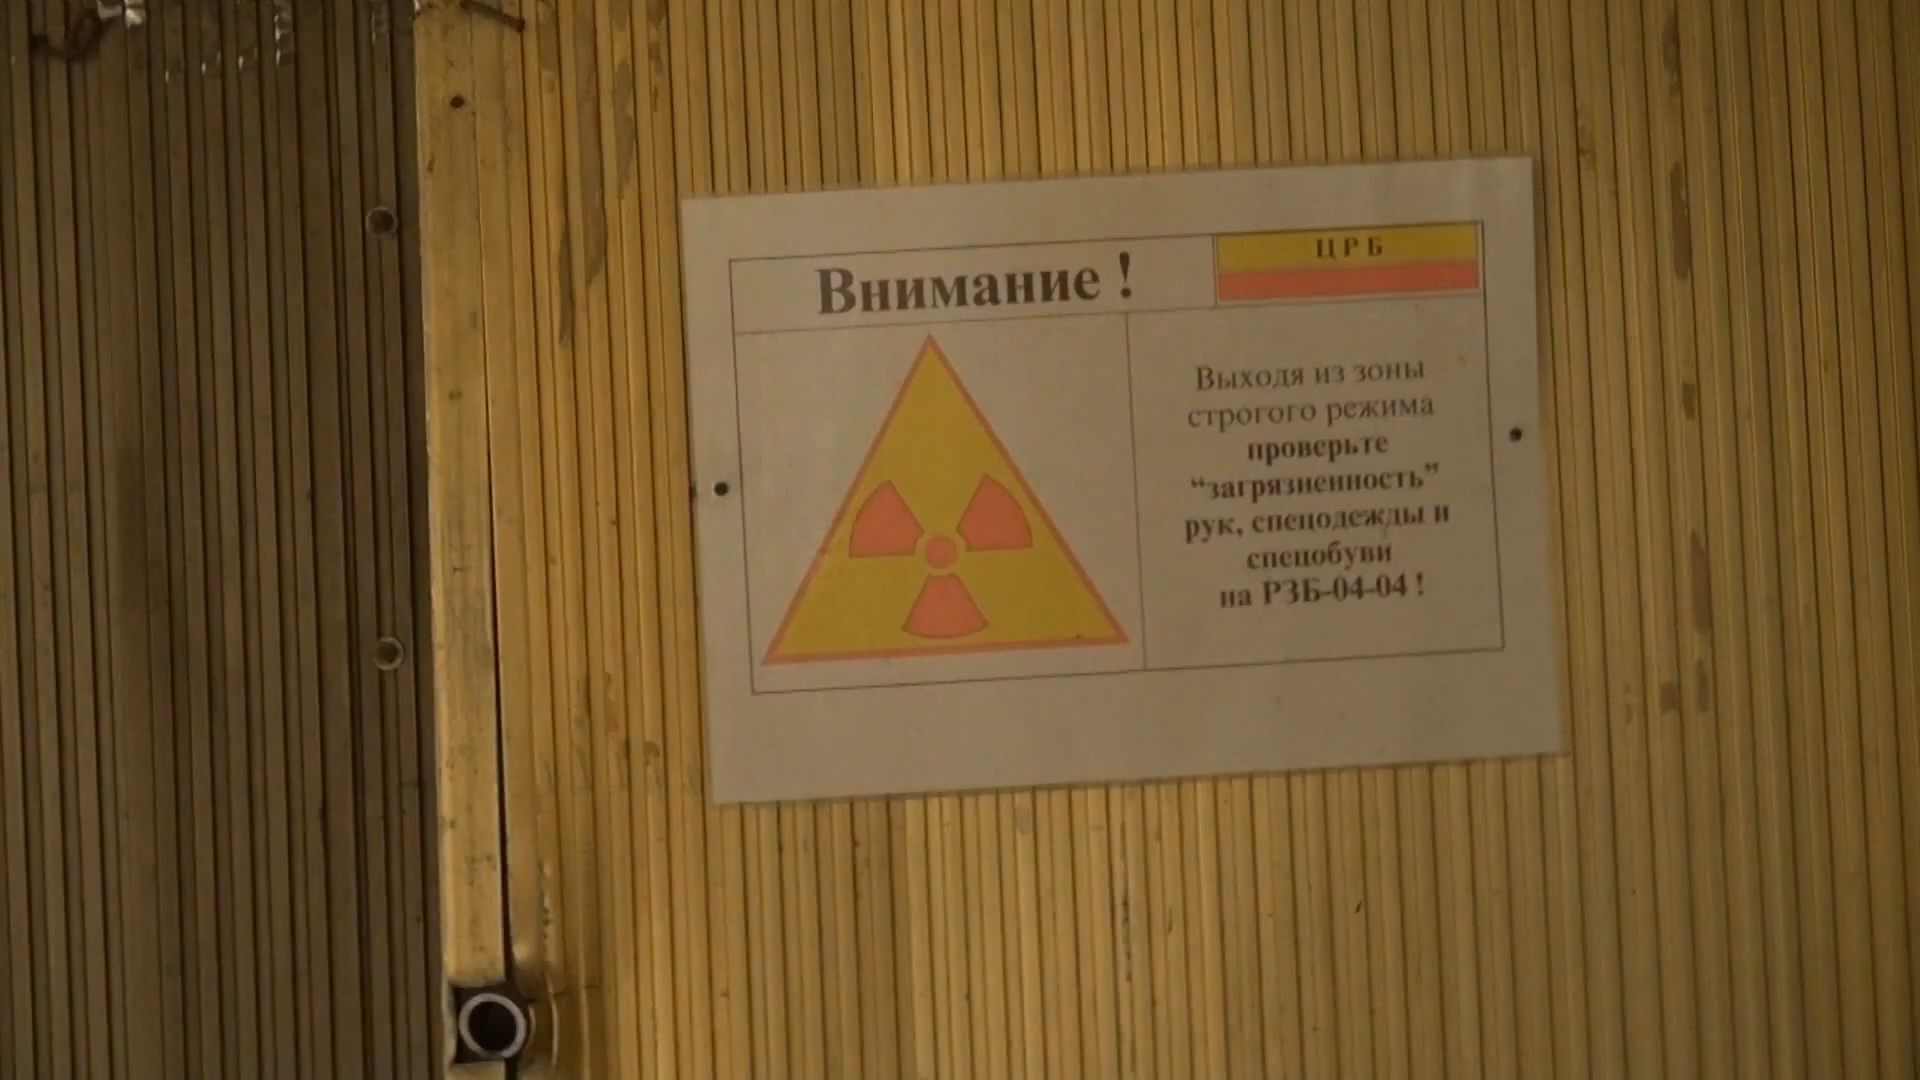 Внимание !
ЦРБ
Выходя из зоны
строгого режима
проверьте
“загрязненность”
рук, спецодежды и
спецобуви
на РЗБ-04-04 !